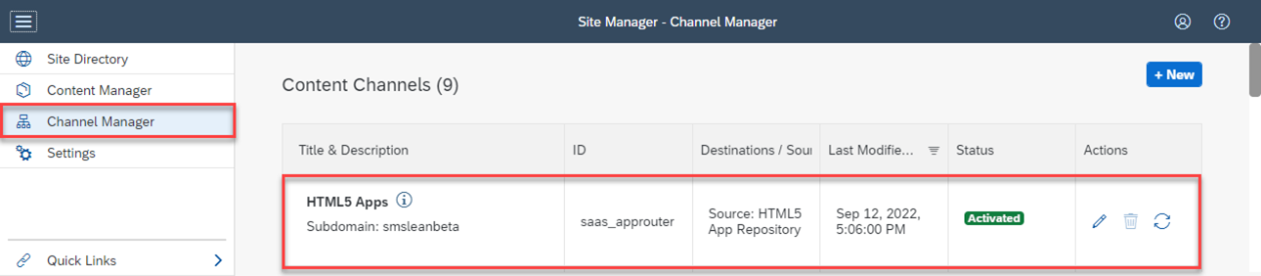 Site Manager - Channel Manager
Site Directory
Content Manager
Channel Manager
Settings
Quick Links
Content Channels (9)
+ New
Title & Description
ID
Destinations / Sour
Last Modifie...
Status
Actions
HTML5 Apps
Subdomain: smsleanbeta
saas_approuter
Source: HTML5
App Repository
Sep 12, 2022,
5:06:00 PM
Activated